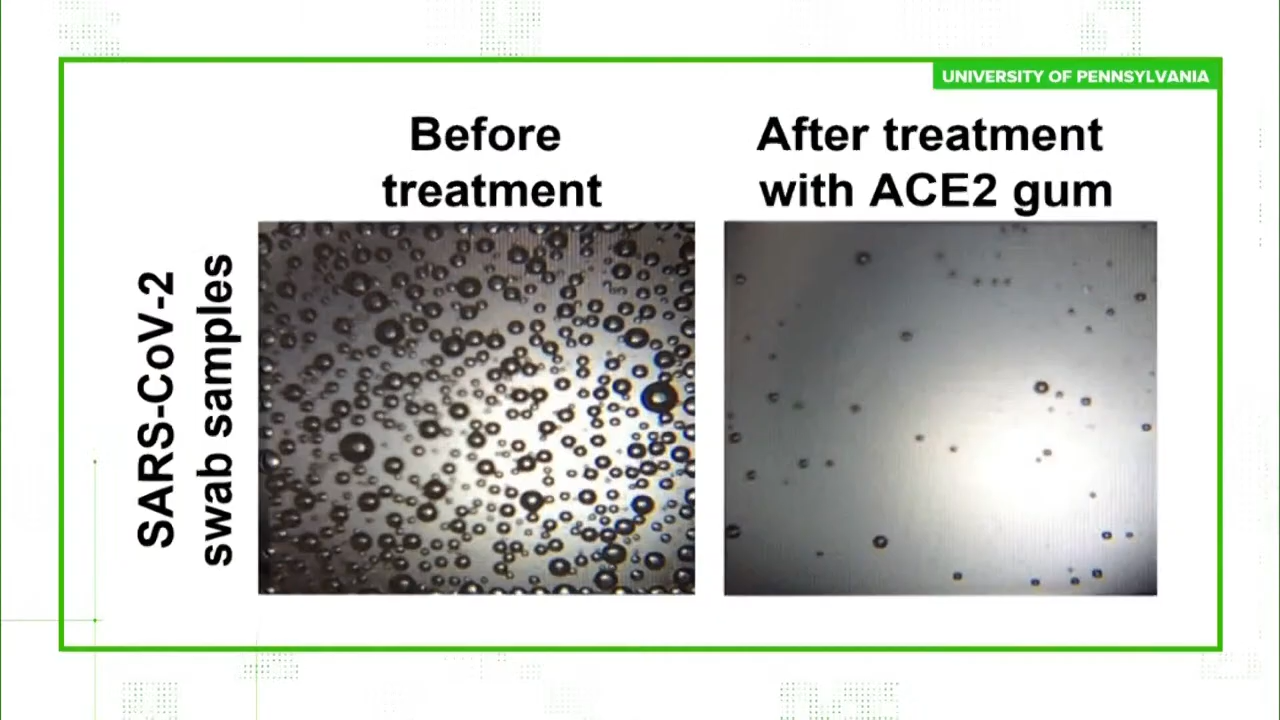 UNIVERSITY OF PENNSYLVANIA
Before
treatment
After treatment
with ACE2 gum
SARS-CoV-2
swab samples